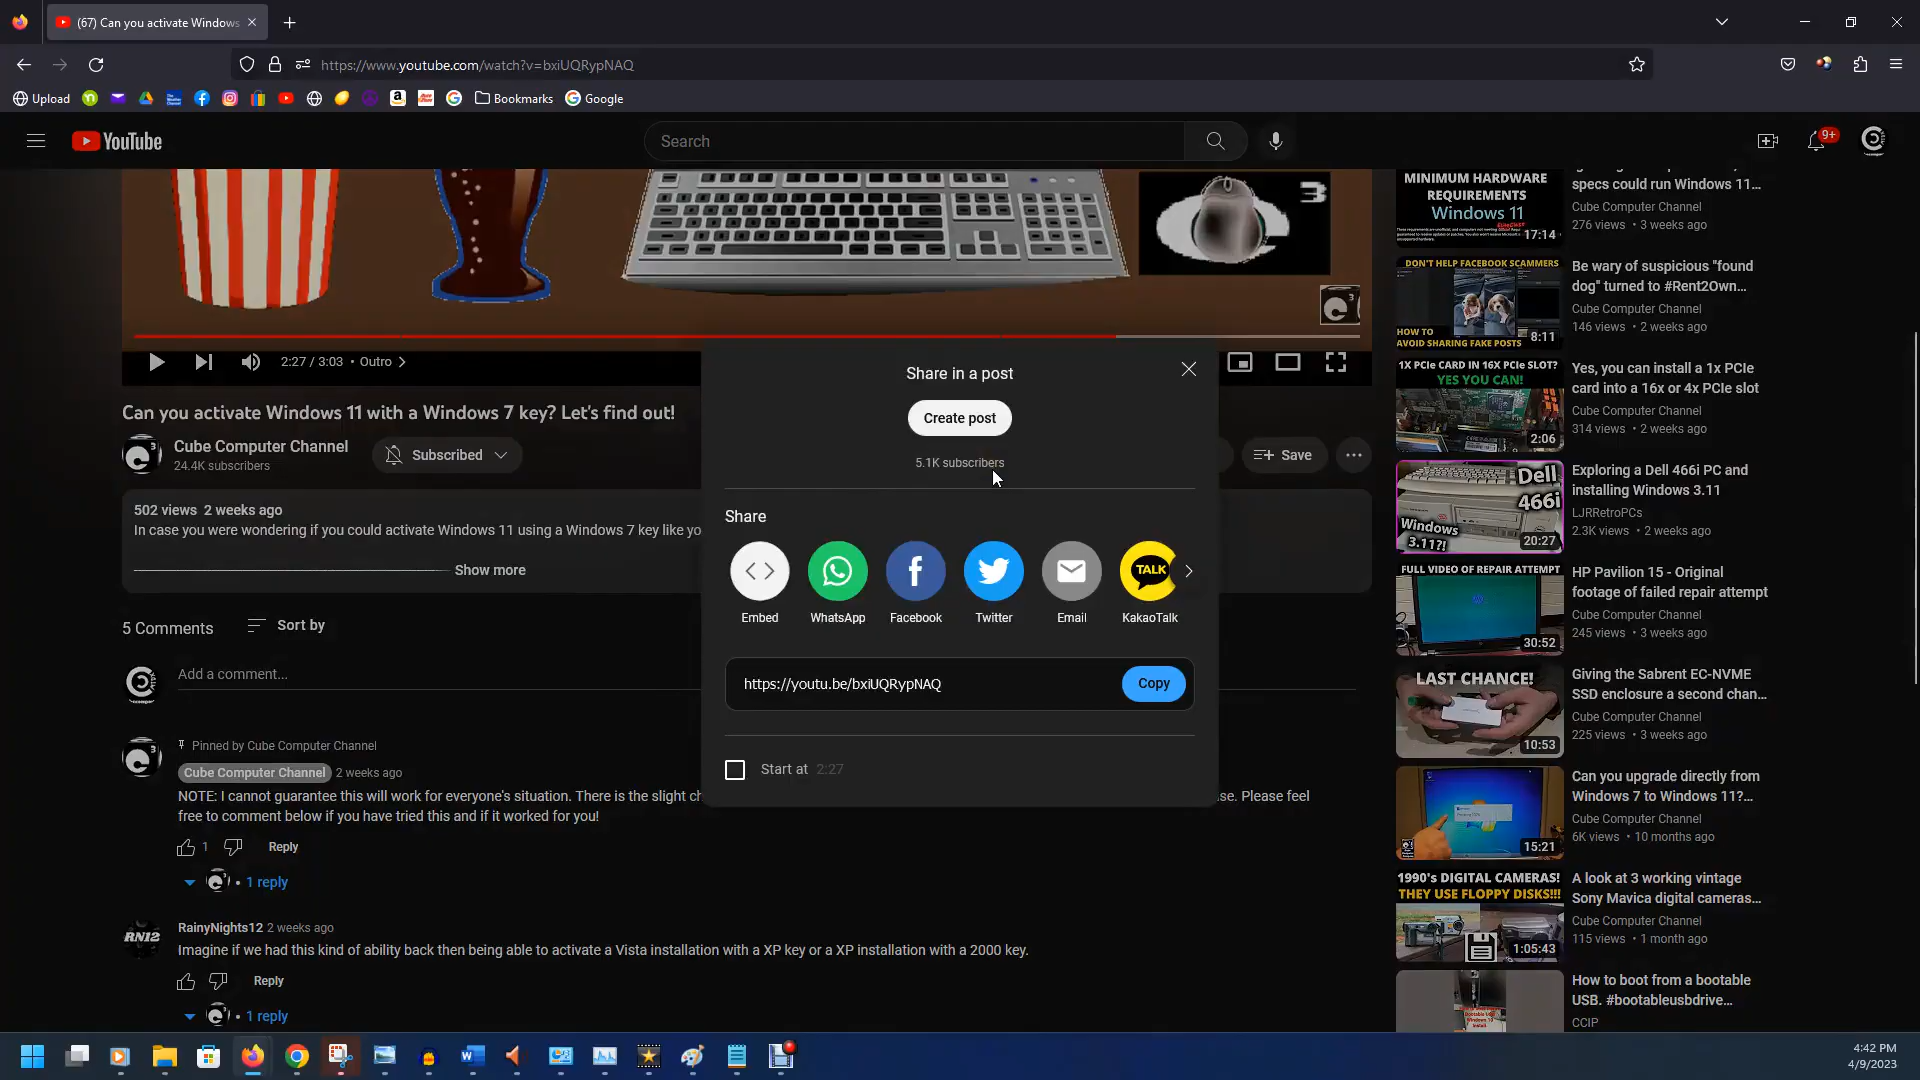 (67) Can you activate Windows
https://www.youtube.com/watch?v=bxiUQRypNAQ
Upload
Bookmarks
Google
YouTube
Search
9+
3
2:27 / 3:03 • Outro
Can you activate Windows 11 with a Windows 7 key? Let's find out!
Cube Computer Channel
24.4K subscribers
Subscribed
Save
502 views 2 weeks ago
In case you were wondering if you could activate Windows 11 using a Windows 7 key like yo
Show more
5 Comments
Sort by
Add a comment...
Pinned by Cube Computer Channel
Cube Computer Channel 2 weeks ago
NOTE: I cannot guarantee this will work for everyone's situation. There is the slight ch
se. Please feel
free to comment below if you have tried this and if it worked for you!
1
Reply
• 1 reply
RN12
RainyNights12 2 weeks ago
Imagine if we had this kind of ability back then being able to activate a Vista installation with a XP key or a XP installation with a 2000 key.
Reply
• 1 reply
Share in a post
Create post
5.1K subscribers
Share
TALK
Embed
WhatsApp
Facebook
Twitter
Email
KakaoTalk
https://youtu.be/bxiUQRypNAQ
Copy
Start at 2:27
MINIMUM HARDWARE
REQUIREMENTS
Windows 11
17:14
specs could run Windows 11...
Cube Computer Channel
276 views • 3 weeks ago
DON'T HELP FACEBOOK SCAMMERS
HOW TO
AVOID SHARING FAKE POSTS
8:11
Be wary of suspicious "found
dog" turned to #Rent2Own...
Cube Computer Channel
146 views • 2 weeks ago
1X PCIe CARD IN 16X PCIe SLOT?
YES YOU CAN!
2:06
Yes, you can install a 1x PCIe
card into a 16x or 4x PCIe slot
Cube Computer Channel
314 views • 2 weeks ago
Dell
466i
Windows
3.11?!
20:27
Exploring a Dell 466i PC and
installing Windows 3.11
LJRRetroPCs
2.3K views • 2 weeks ago
FULL VIDEO OF REPAIR ATTEMPT
30:52
HP Pavilion 15 - Original
footage of failed repair attempt
Cube Computer Channel
245 views • 3 weeks ago
LAST CHANCE!
10:53
Giving the Sabrent EC-NVME
SSD enclosure a second chan...
Cube Computer Channel
225 views • 3 weeks ago
15:21
Can you upgrade directly from
Windows 7 to Windows 11?...
Cube Computer Channel
6K views • 10 months ago
1990's DIGITAL CAMERAS!
THEY USE FLOPPY DISKS!!!
1:05:43
A look at 3 working vintage
Sony Mavica digital cameras...
Cube Computer Channel
115 views • 1 month ago
How to boot from a bootable
USB. #bootableusbdrive...
CCIP
4:42 PM
4/9/2023